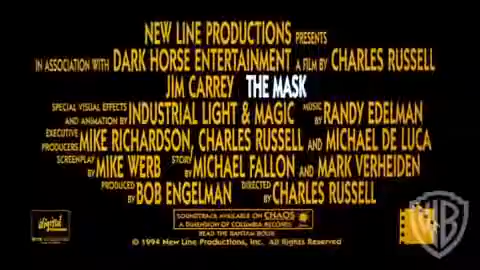 NEW LINE PRODUCTIONS PRESENTS
IN ASSOCIATION WITH DARK HORSE ENTERTAINMENT A FILM BY CHARLES RUSSELL
JIM CARREY THE MASK
SPECIAL VISUAL EFFECTS AND ANIMATION BY INDUSTRIAL LIGHT & MAGIC MUSIC BY RANDY EDELMAN
EXECUTIVE PRODUCERS MIKE RICHARDSON, CHARLES RUSSELL AND MICHAEL DE LUCA
SCREENPLAY BY MIKE WERB STORY BY MICHAEL FALLON AND MARK VERHEIDEN
PRODUCED BY BOB ENGELMAN DIRECTED BY CHARLES RUSSELL
SOUNDTRACK AVAILABLE ON CHAOS
A DIMENSION OF COLUMBIA RECORDS
READ THE BANTAM BOOK
digital
© 1994 New Line Productions, Inc. All Rights Reserved
WB